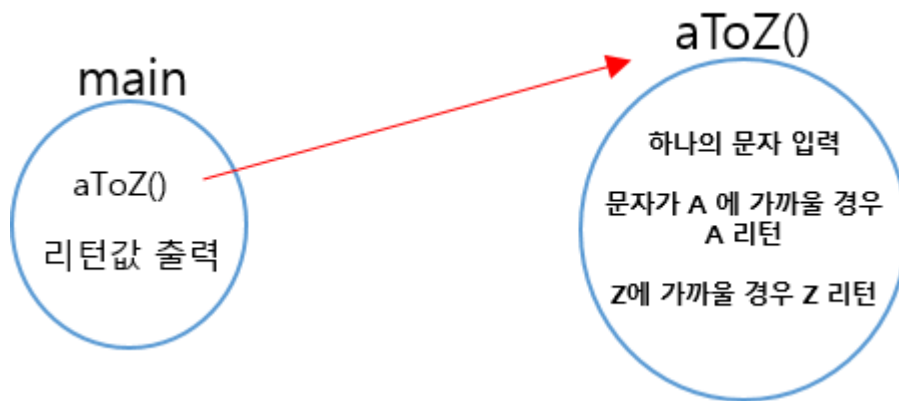 main
aToZ()
리턴값 출력
aToZ()
하나의 문자 입력
문자가 A 에 가까울 경우
A 리턴
Z에 가까울 경우 Z 리턴